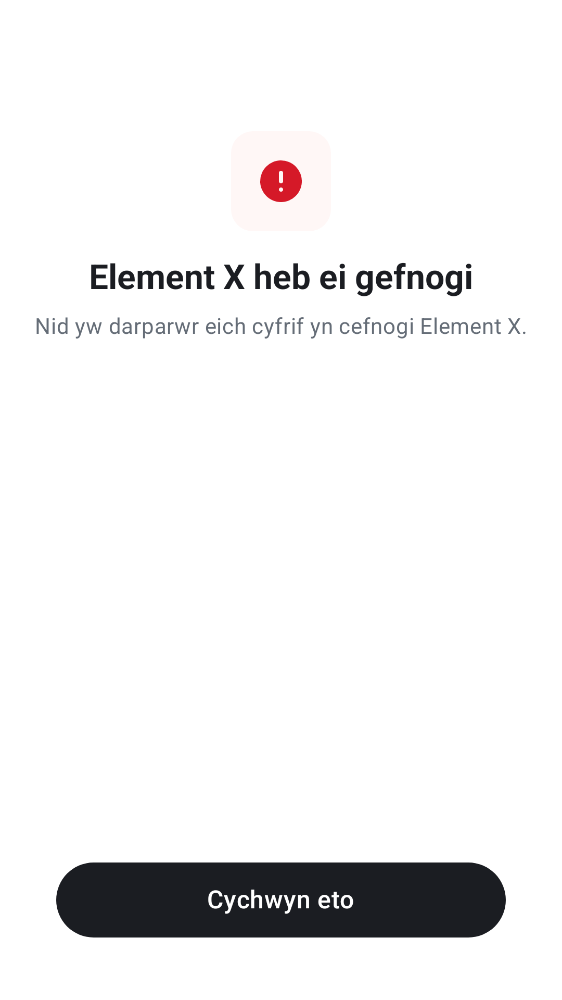 Element X heb ei gefnogi
Nid yw darparwr eich cyfrif yn cefnogi Element X.
Cychwyn eto